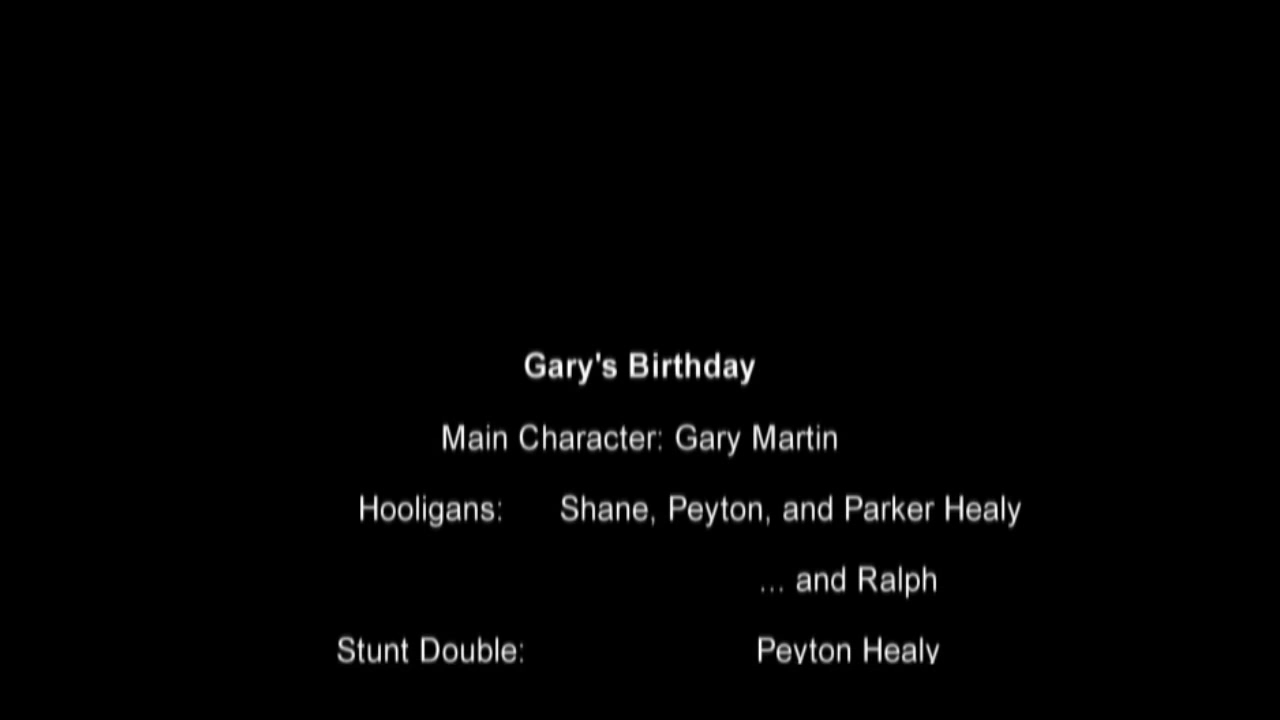 Gary's Birthday
Main Character: Gary Martin
Hooligans: Shane, Peyton, and Parker Healy
... and Ralph
Stunt Double: Peyton Healy